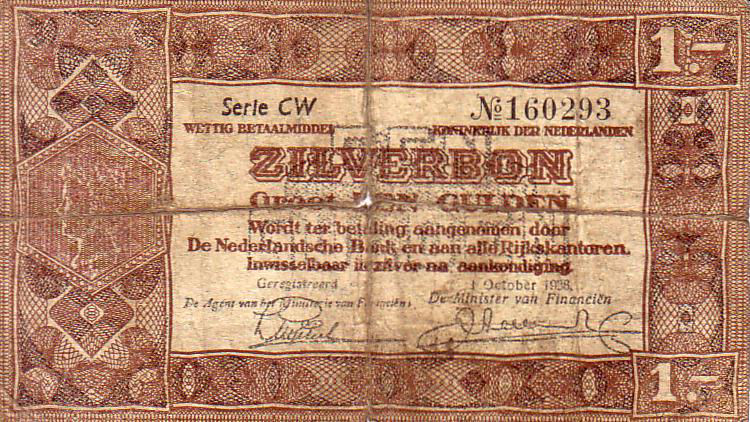 1.-
Serie CW
№160293
WETTIG BETAALMIDDEL
KONINKRIJK DER NEDERLANDEN
ZILVERBON
Groot EEN GULDEN
Wordt ter betaling aangenomen door
De Nederlandsche Bank en aan alle Rijkskantoren.
Inwisselbaar in zilver na aankondiging
Geregistreerd
1 October 1938.
De Agent van het Ministerie van Financiën,
De Minister van Financiën
1.-